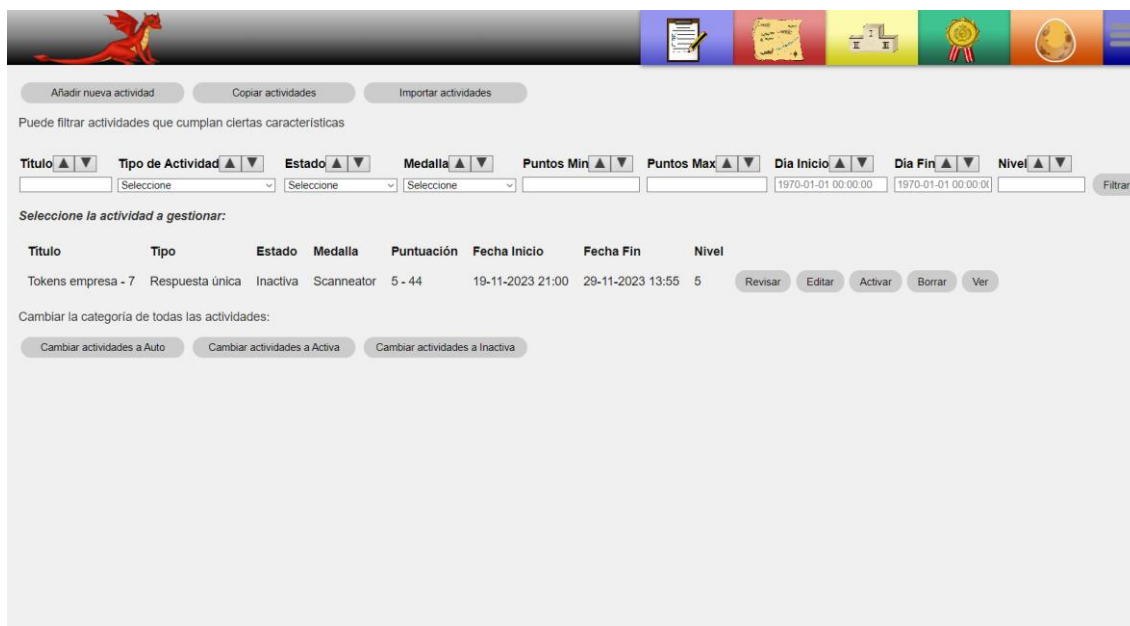 Añadir nueva actividad Copiar actividades Importar actividades
Puede filtrar actividades que cumplan ciertas características
Título ▲ ▼ Tipo de Actividad ▲ ▼ Estado ▲ ▼ Medalla ▲ ▼ Puntos Min ▲ ▼ Puntos Max ▲ ▼ Día Inicio ▲ ▼ Día Fin ▲ ▼ Nivel ▲ ▼
Seleccione Seleccione Seleccione 1970-01-01 00:00:00 1970-01-01 00:00:0( Filtrar
Seleccione la actividad a gestionar:
Título Tipo Estado Medalla Puntuación Fecha Inicio Fecha Fin Nivel
Tokens empresa - 7 Respuesta única Inactiva Scanneator 5 - 44 19-11-2023 21:00 29-11-2023 13:55 5 Revisar Editar Activar Borrar Ver
Cambiar la categoría de todas las actividades:
Cambiar actividades a Auto Cambiar actividades a Activa Cambiar actividades a Inactiva